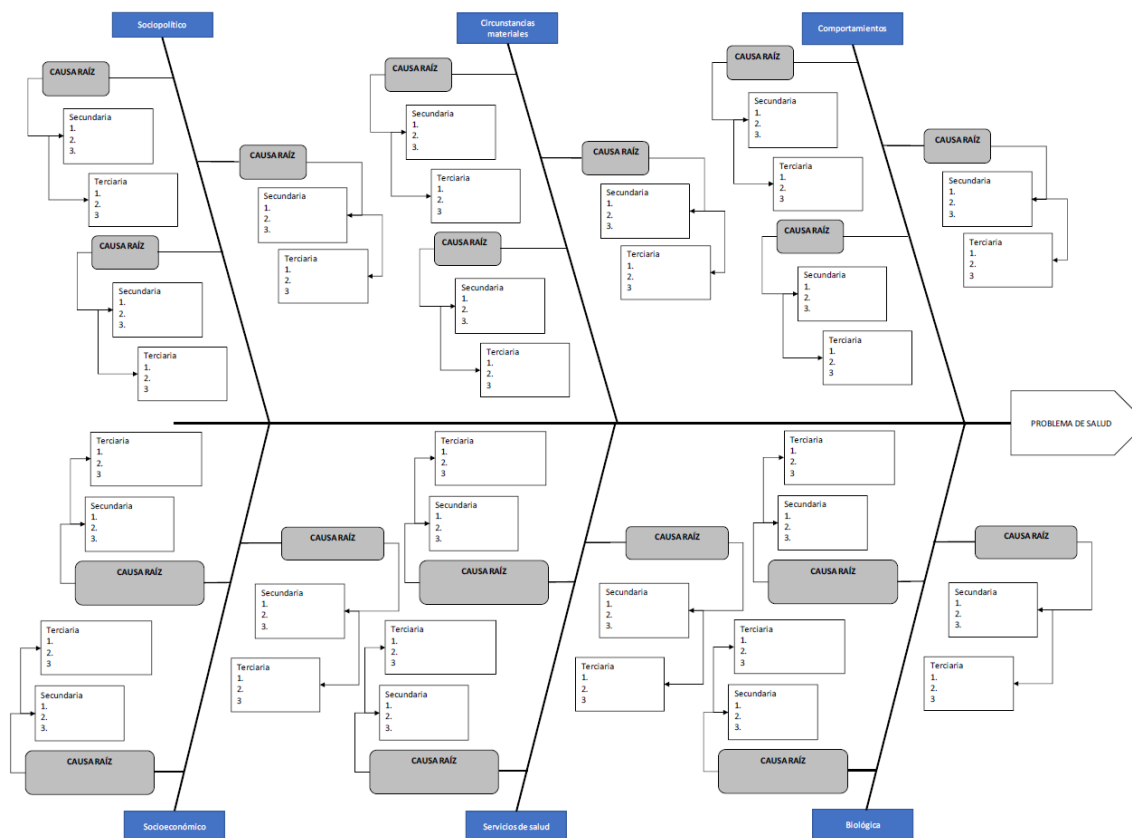 Sociopolítico
CAUSA RAÍZ
Secundaria
1.
2.
3.
Terciaria
1.
2.
3
CAUSA RAÍZ
Secundaria
1.
2.
3.
Terciaria
1.
2.
3
CAUSA RAÍZ
Secundaria
1.
2.
3.
Terciaria
1.
2.
3
Circunstancias
materiales
CAUSA RAÍZ
Secundaria
1.
2.
3.
Terciaria
1.
2.
3
CAUSA RAÍZ
Secundaria
1.
2.
3.
Terciaria
1.
2.
3
CAUSA RAÍZ
Secundaria
1.
2.
3.
Terciaria
1.
2.
3
Comportamientos
CAUSA RAÍZ
Secundaria
1.
2.
3.
Terciaria
1.
2.
3
CAUSA RAÍZ
Secundaria
1.
2.
3.
Terciaria
1.
2.
3
CAUSA RAÍZ
Secundaria
1.
2.
3.
Terciaria
1.
2.
3
PROBLEMA DE SALUD
Terciaria
1.
2.
3
Secundaria
1.
2.
3.
CAUSA RAÍZ
CAUSA RAÍZ
Secundaria
1.
2.
3.
Terciaria
1.
2.
3
Terciaria
1.
2.
3
Secundaria
1.
2.
3.
CAUSA RAÍZ
Socioeconómico
Terciaria
1.
2.
3
Secundaria
1.
2.
3.
CAUSA RAÍZ
CAUSA RAÍZ
Secundaria
1.
2.
3.
Terciaria
1.
2.
3
Terciaria
1.
2.
3
Secundaria
1.
2.
3.
CAUSA RAÍZ
Servicios de salud
Terciaria
1.
2.
3
Secundaria
1.
2.
3.
CAUSA RAÍZ
CAUSA RAÍZ
Secundaria
1.
2.
3.
Terciaria
1.
2.
3
Terciaria
1.
2.
3
Secundaria
1.
2.
3.
CAUSA RAÍZ
Biológica